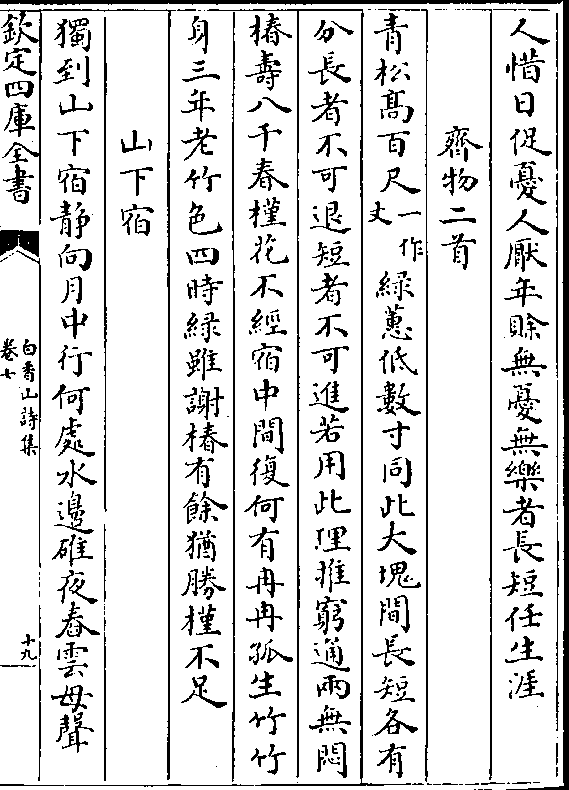 人惜日促憂人厭年賖無憂無樂者長短任生涯
齊物二首
青松髙百尺一作丈綠蕙低數寸同此大塊間長短各有
分長者不可退短者不可進若用此理推窮通兩無悶
椿壽八千春槿花不經宿中間復何有冉冉孤生竹竹
身三年老竹色四時綠雖謝椿有餘猶勝槿不足
山下宿
獨到山下宿静向月中行何處水邊碓夜舂雲母聲
欽定四庫全書
白香山詩集
卷七
十九